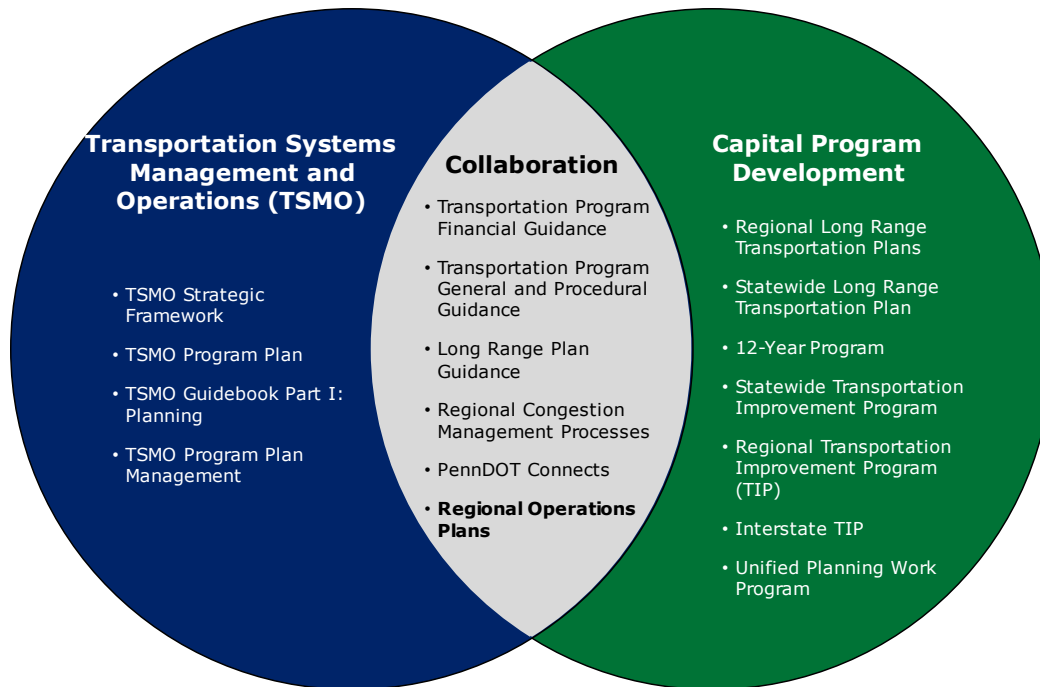 Transportation Systems
Management and
Operations (TSMO)
• TSMO Strategic
Framework
• TSMO Program Plan
• TSMO Guidebook Part I:
Planning
• TSMO Program Plan
Management
Collaboration
• Transportation Program
Financial Guidance
• Transportation Program
General and Procedural
Guidance
• Long Range Plan
Guidance
• Regional Congestion
Management Processes
• PennDOT Connects
• Regional Operations
Plans
Capital Program
Development
• Regional Long Range
Transportation Plans
• Statewide Long Range
Transportation Plan
• 12-Year Program
• Statewide Transportation
Improvement Program
• Regional Transportation
Improvement Program
(TIP)
• Interstate TIP
• Unified Planning Work
Program